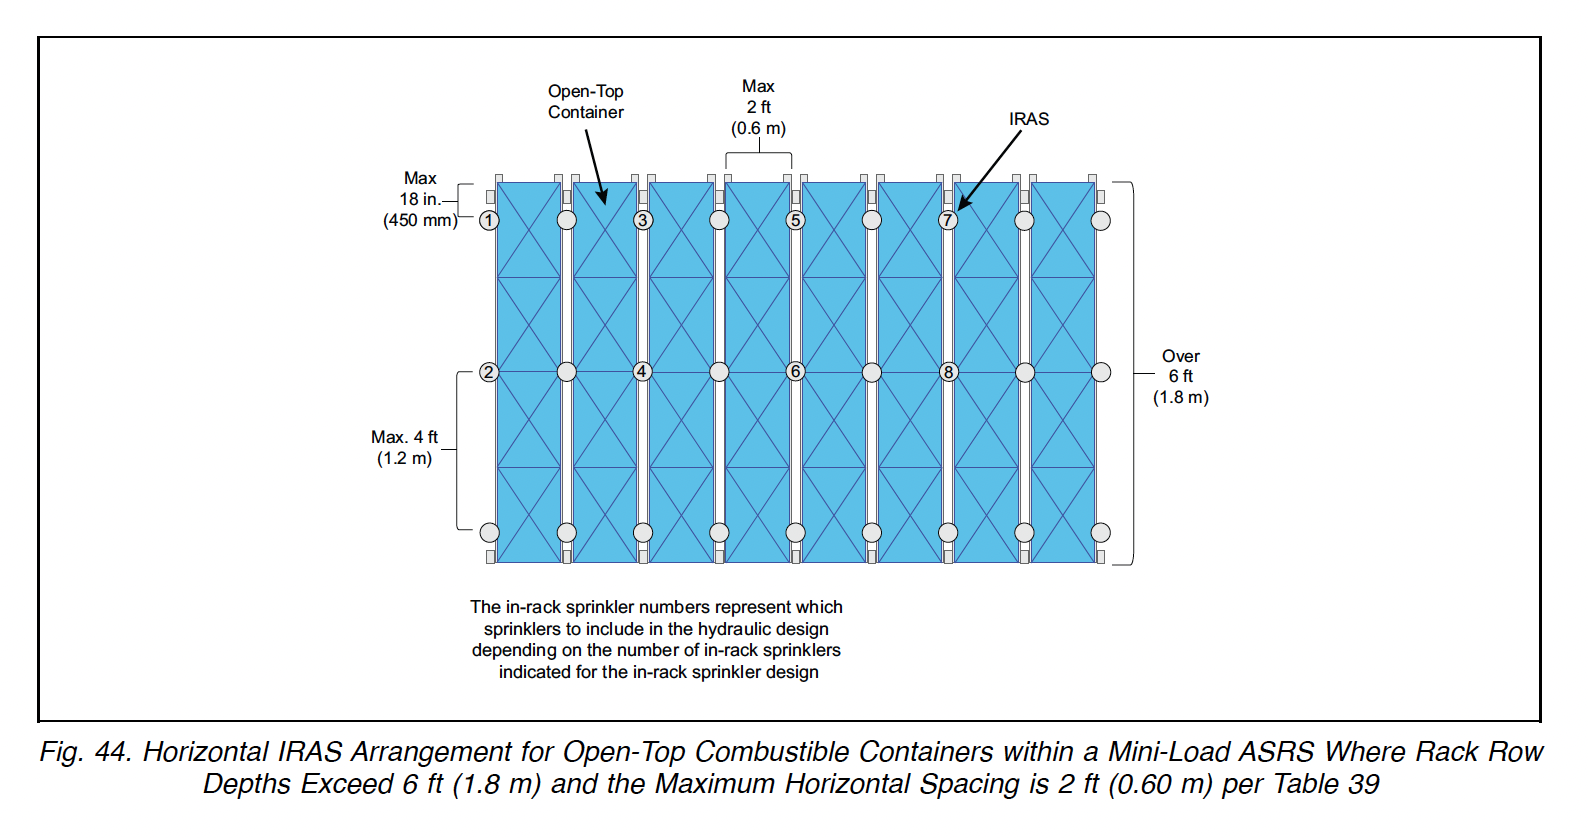 Open-Top
Container
Max
2 ft
(0.6 m)
IRAS
Max
18 in.
(450 mm)
1
3
5
7
2
4
6
8
Over
6 ft
(1.8 m)
Max. 4 ft
(1.2 m)
The in-rack sprinkler numbers represent which
sprinklers to include in the hydraulic design
depending on the number of in-rack sprinklers
indicated for the in-rack sprinkler design
Fig. 44. Horizontal IRAS Arrangement for Open-Top Combustible Containers within a Mini-Load ASRS Where Rack Row
Depths Exceed 6 ft (1.8 m) and the Maximum Horizontal Spacing is 2 ft (0.60 m) per Table 39